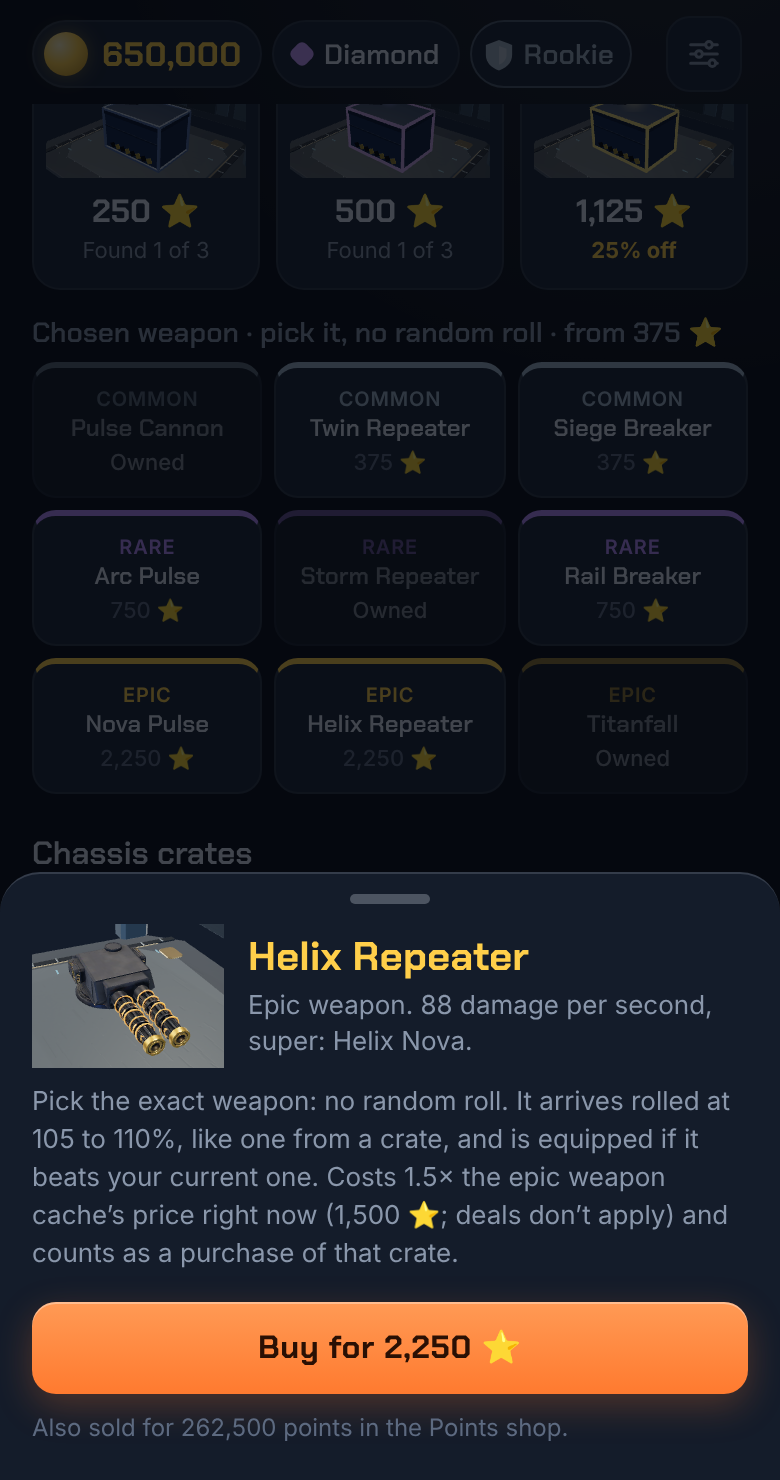 650,000
Diamond
Rookie
250 ⭐
500 ⭐
1,125 ⭐
Found 1 of 3
Found 1 of 3
25% off
Chosen weapon · pick it, no random roll · from 375 ⭐
COMMON
Pulse Cannon
Owned
COMMON
Twin Repeater
375 ⭐
COMMON
Siege Breaker
375 ⭐
RARE
Arc Pulse
750 ⭐
RARE
Storm Repeater
Owned
RARE
Rail Breaker
750 ⭐
EPIC
Nova Pulse
2,250 ⭐
EPIC
Helix Repeater
2,250 ⭐
EPIC
Titanfall
Owned
Chassis crates
Helix Repeater
Epic weapon. 88 damage per second,
super: Helix Nova.
Pick the exact weapon: no random roll. It arrives rolled at
105 to 110%, like one from a crate, and is equipped if it
beats your current one. Costs 1.5× the epic weapon
cache’s price right now (1,500 ⭐; deals don’t apply) and
counts as a purchase of that crate.
Buy for 2,250 ⭐
Also sold for 262,500 points in the Points shop.